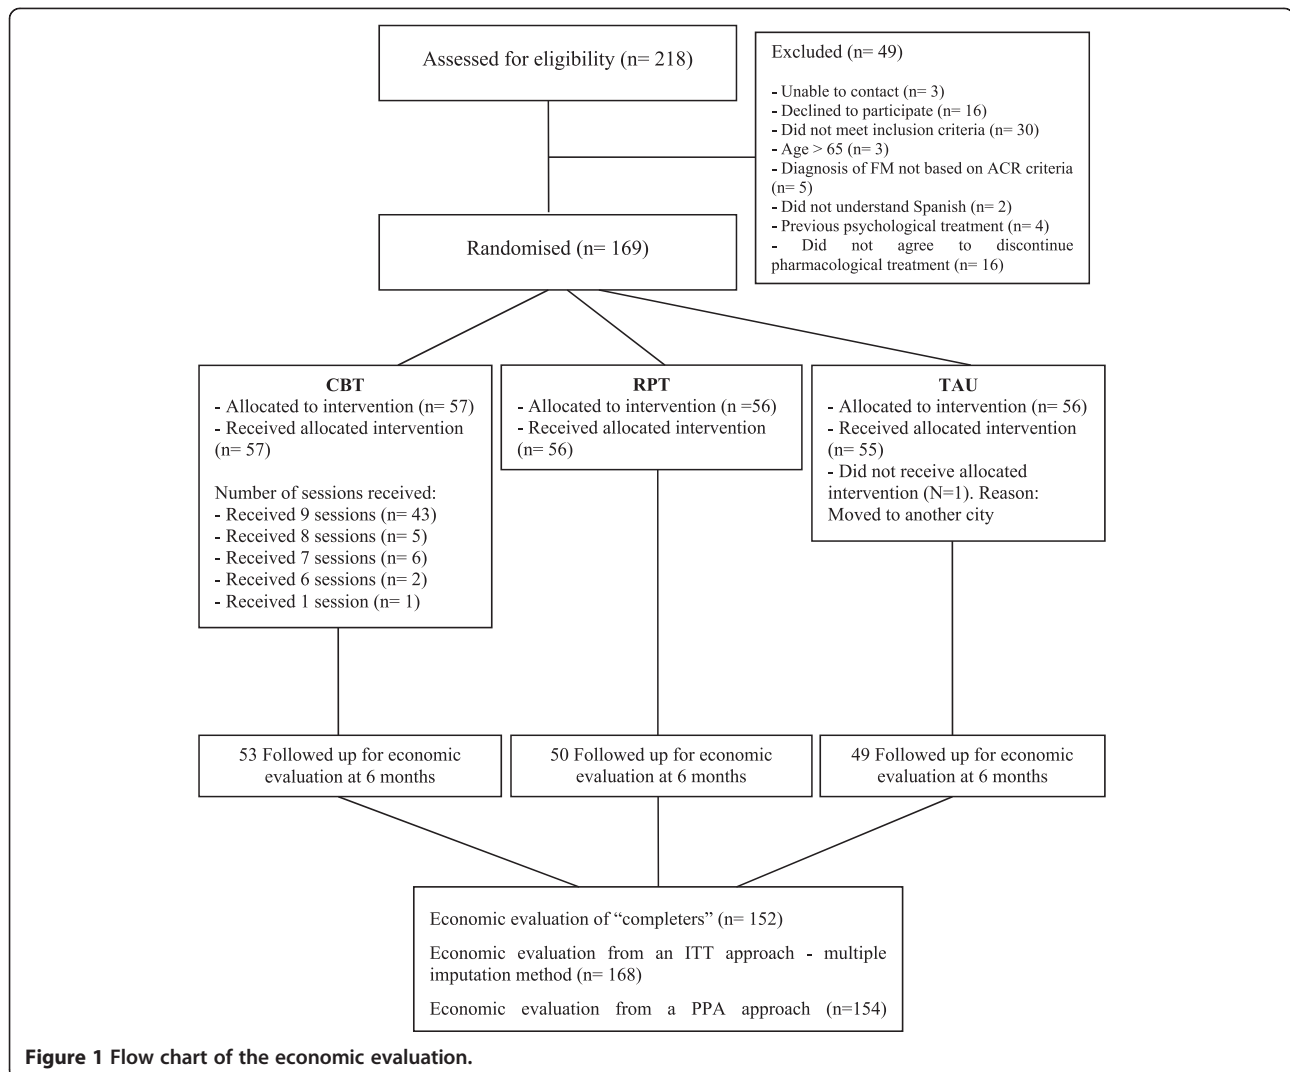 Assessed for eligibility (n= 218)
Excluded (n= 49)
- Unable to contact (n= 3)
- Declined to participate (n= 16)
- Did not meet inclusion criteria (n= 30)
- Age > 65 (n= 3)
- Diagnosis of FM not based on ACR criteria
(n= 5)
- Did not understand Spanish (n= 2)
- Previous psychological treatment (n= 4)
- Did not agree to discontinue
pharmacological treatment (n= 16)
Randomised (n= 169)
CBT
- Allocated to intervention (n= 57)
- Received allocated intervention
(n= 57)
Number of sessions received:
- Received 9 sessions (n= 43)
- Received 8 sessions (n= 5)
- Received 7 sessions (n= 6)
- Received 6 sessions (n= 2)
- Received 1 session (n= 1)
RPT
- Allocated to intervention (n =56)
- Received allocated intervention
(n= 56)
TAU
- Allocated to intervention (n= 56)
- Received allocated intervention
(n= 55)
- Did not receive allocated
intervention (N=1). Reason:
Moved to another city
53 Followed up for economic
evaluation at 6 months
50 Followed up for economic
evaluation at 6 months
49 Followed up for economic
evaluation at 6 months
Economic evaluation of “completers” (n= 152)
Economic evaluation from an ITT approach - multiple
imputation method (n= 168)
Economic evaluation from a PPA approach (n=154)
Figure 1 Flow chart of the economic evaluation.